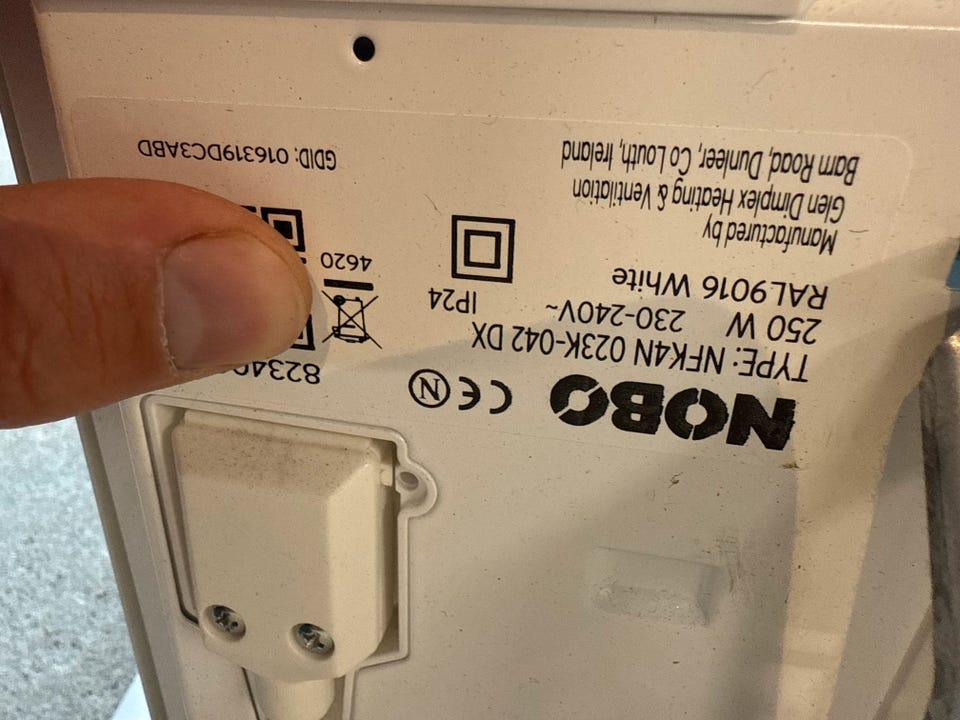 NOBO CE N
TYPE: NFK4N 023K-042 DX
250 W 230-240V~
RAL9016 White
IP24
4620
Manufactured by
Glen Dimplex Heating & Ventilation
Barn Road, Dunleer, Co Louth, Ireland
GDID: 016319DC3ABD